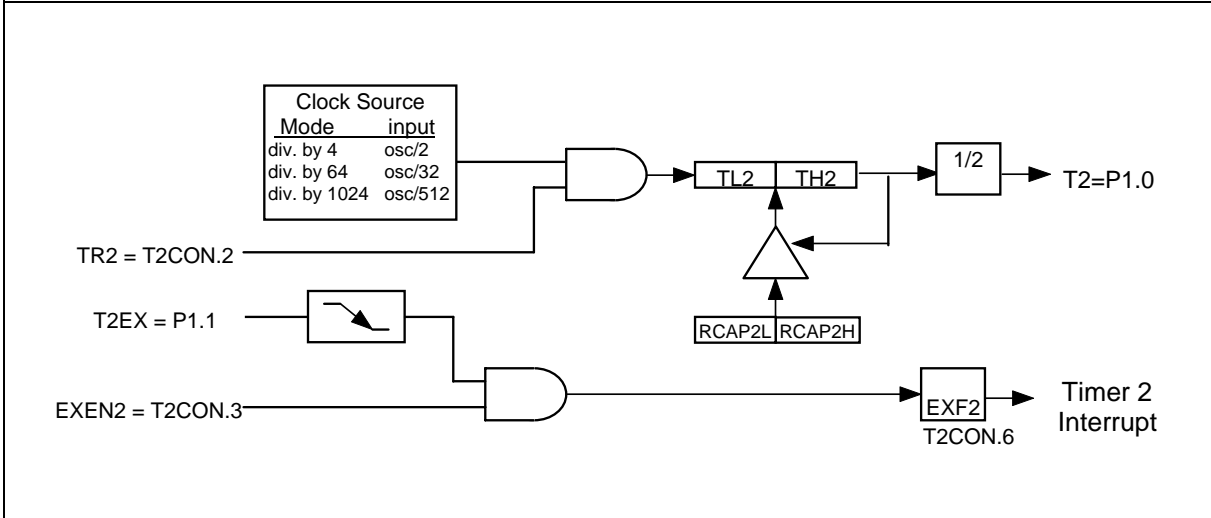 Clock Source
Mode input
div. by 4 osc/2
div. by 64 osc/32
div. by 1024 osc/512
TL2 TH2
1/2
T2=P1.0
TR2 = T2CON.2
T2EX = P1.1
RCAP2L RCAP2H
EXEN2 = T2CON.3
EXF2
T2CON.6
Timer 2
Interrupt